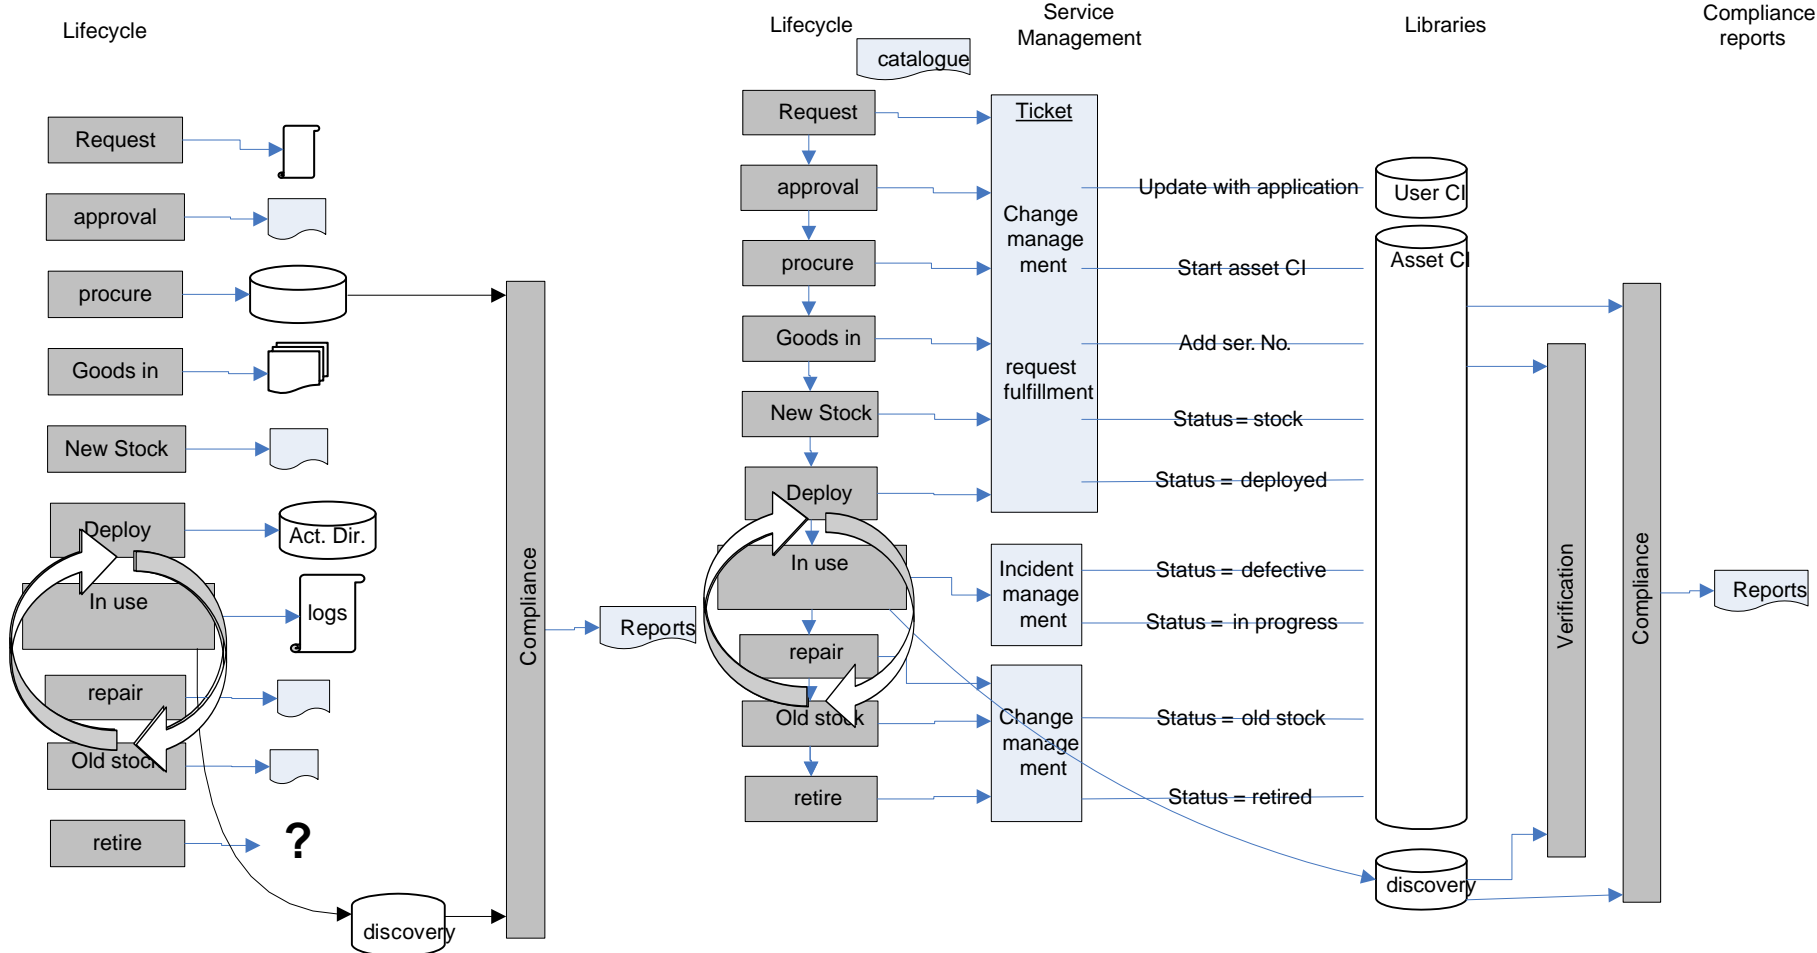 Lifecycle
Request
approval
procure
Goods in
New Stock
Deploy
Act. Dir.
In use
logs
repair
Old stock
retire
?
discovery
Compliance
Reports
Lifecycle
Service
Management
Libraries
Compliance
reports
catalogue
Request
approval
procure
Goods in
New Stock
Deploy
In use
repair
Old stock
retire
Ticket
Change
manage
ment
request
fulfillment
Incident
manage
ment
Change
manage
ment
Update with application
Start asset CI
Add ser. No.
Status = stock
Status = deployed
Status = defective
Status = in progress
Status = old stock
Status = retired
User CI
Asset CI
discovery
Verification
Compliance
Reports